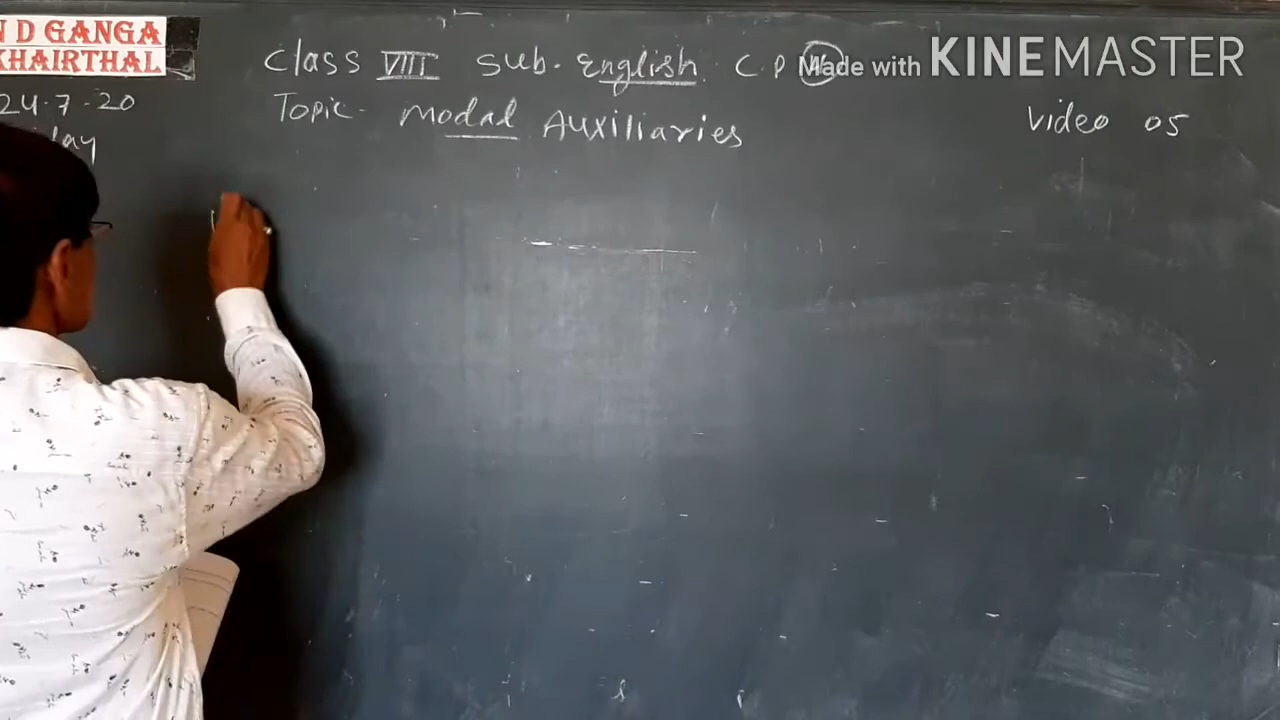 N D GANGA
KHAIRTHAL
24.7.20
Class VIII Sub. English C P
Made with KINEMASTER
Topic - Modal Auxiliaries
Video 05